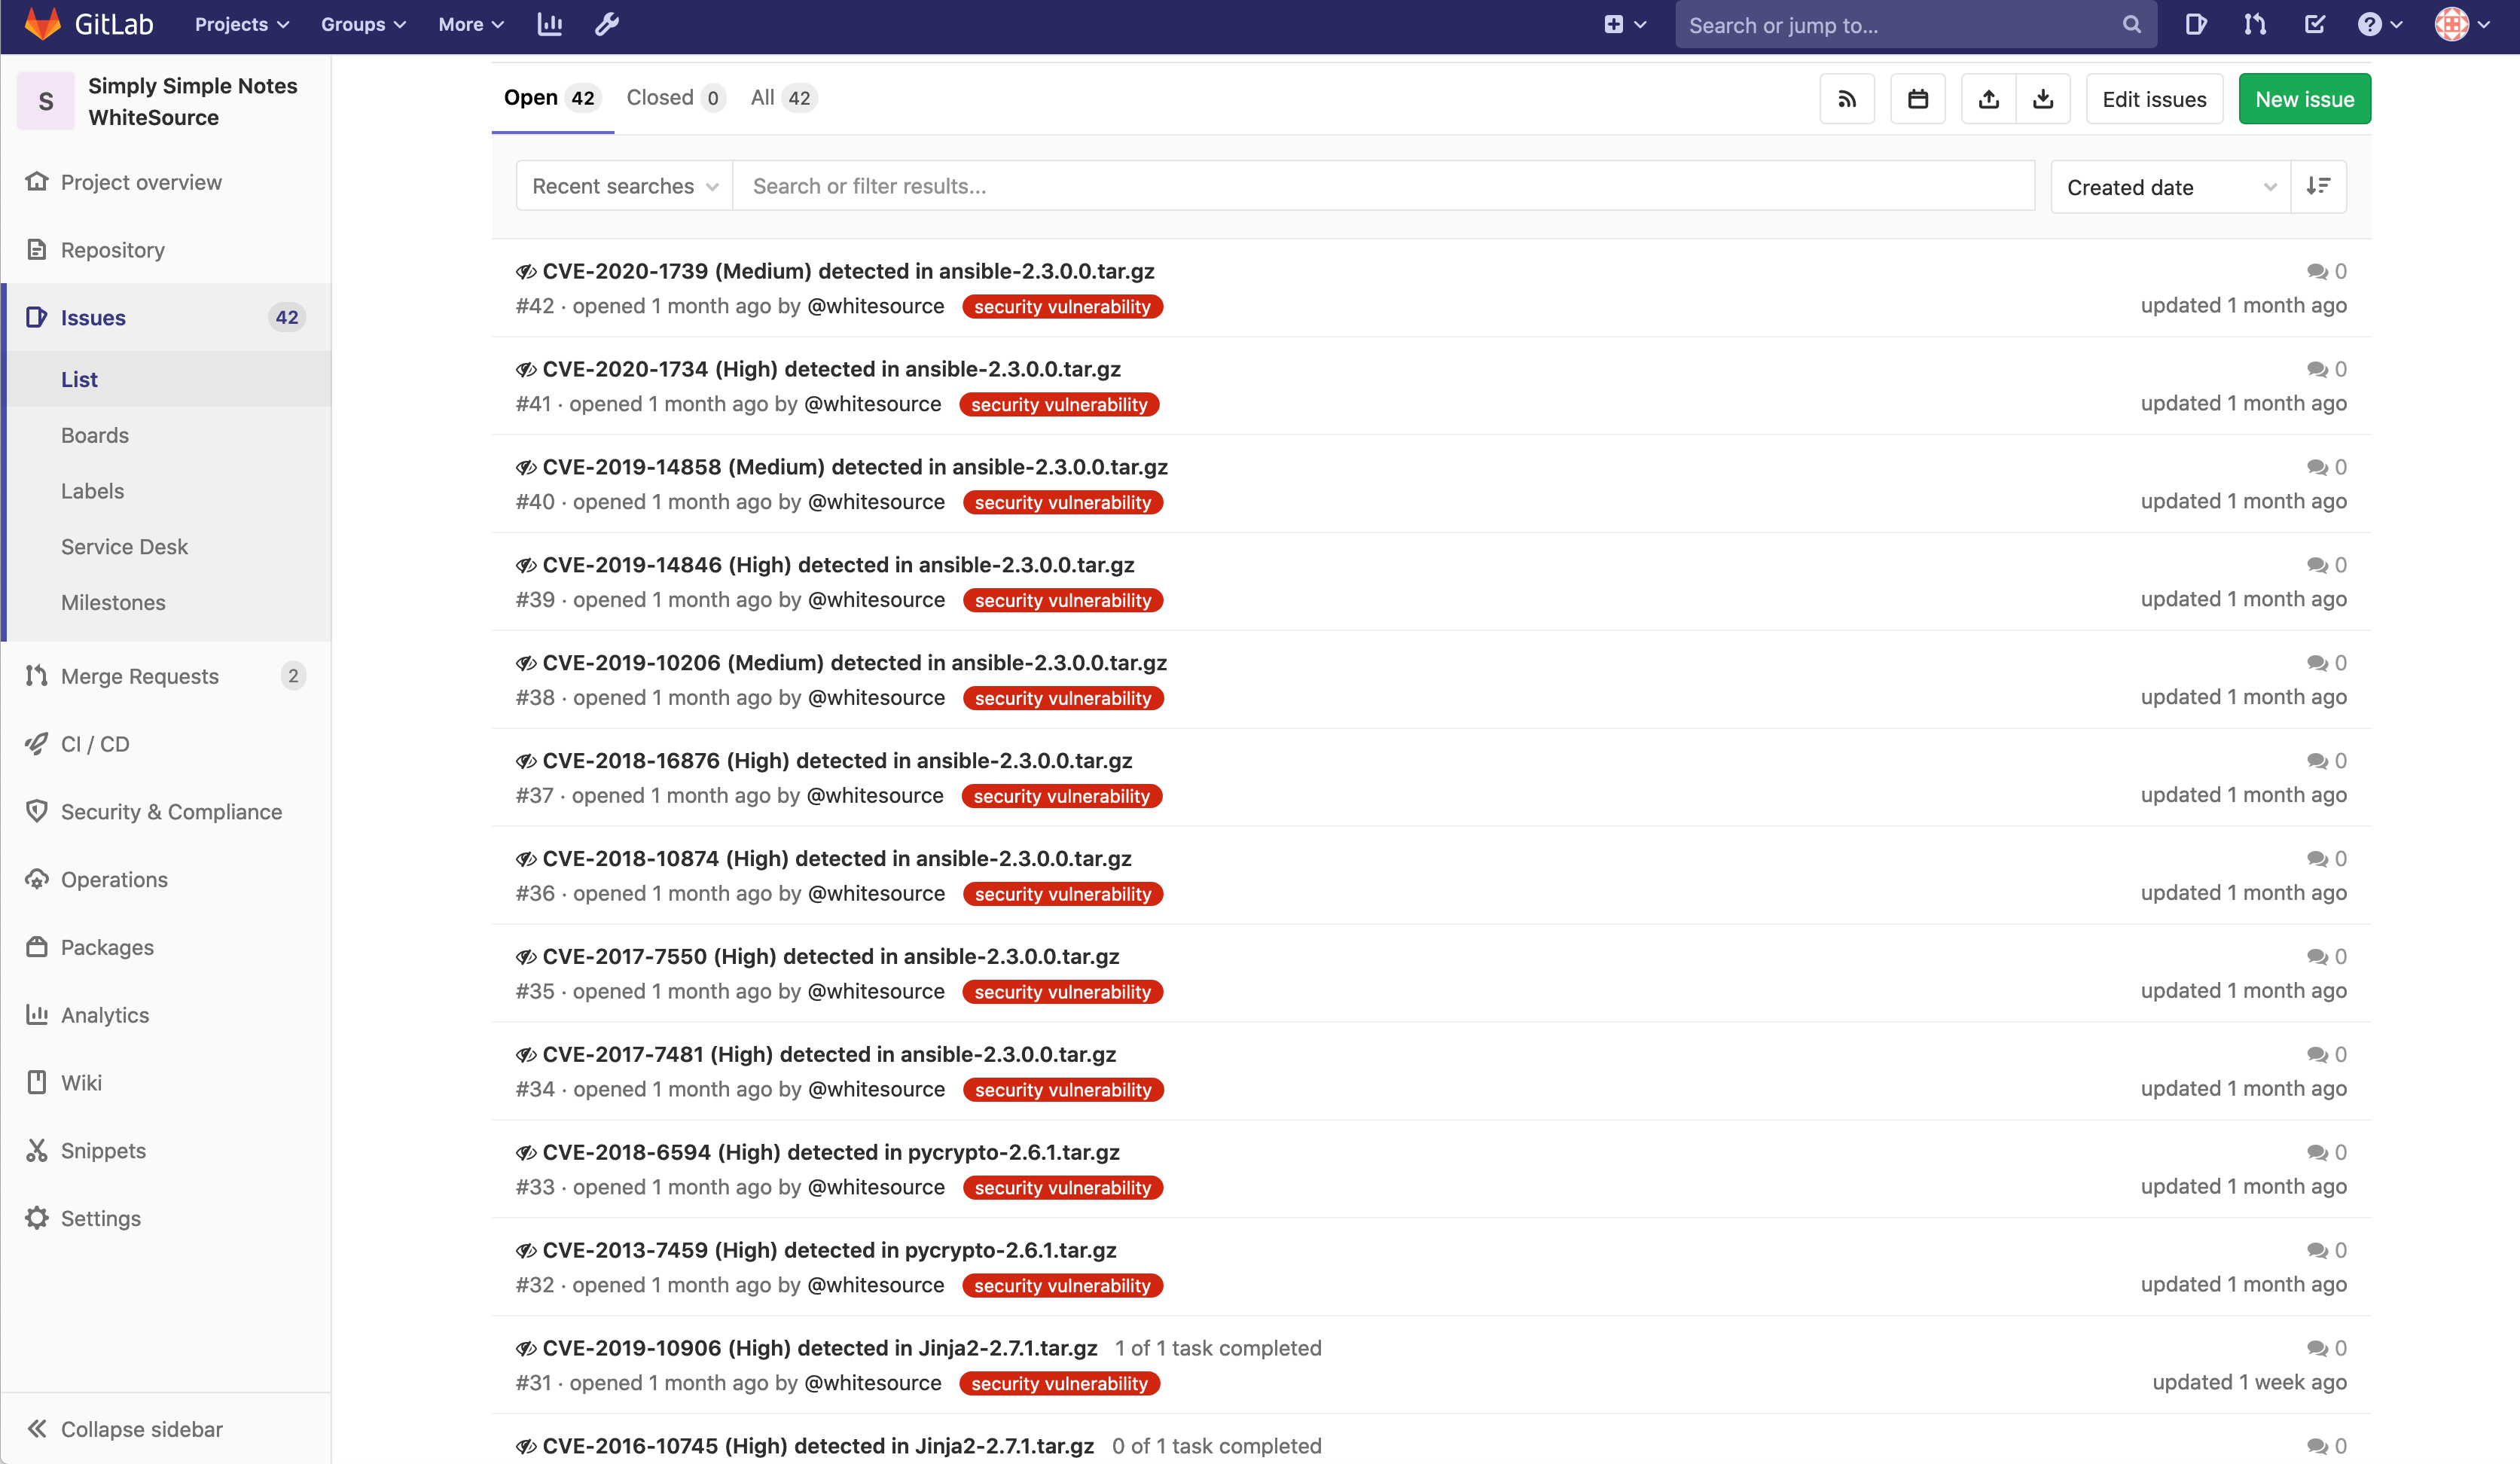 GitLab Projects Groups More Search or jump to...
S Simply Simple Notes
WhiteSource
Project overview
Repository
Issues 42
List
Boards
Labels
Service Desk
Milestones
Merge Requests 2
CI / CD
Security & Compliance
Operations
Packages
Analytics
Wiki
Snippets
Settings
Collapse sidebar
Open 42 Closed 0 All 42 Edit issues New issue
Recent searches Search or filter results... Created date
CVE-2020-1739 (Medium) detected in ansible-2.3.0.0.tar.gz 0
#42 · opened 1 month ago by @whitesource security vulnerability updated 1 month ago
CVE-2020-1734 (High) detected in ansible-2.3.0.0.tar.gz 0
#41 · opened 1 month ago by @whitesource security vulnerability updated 1 month ago
CVE-2019-14858 (Medium) detected in ansible-2.3.0.0.tar.gz 0
#40 · opened 1 month ago by @whitesource security vulnerability updated 1 month ago
CVE-2019-14846 (High) detected in ansible-2.3.0.0.tar.gz 0
#39 · opened 1 month ago by @whitesource security vulnerability updated 1 month ago
CVE-2019-10206 (Medium) detected in ansible-2.3.0.0.tar.gz 0
#38 · opened 1 month ago by @whitesource security vulnerability updated 1 month ago
CVE-2018-16876 (High) detected in ansible-2.3.0.0.tar.gz 0
#37 · opened 1 month ago by @whitesource security vulnerability updated 1 month ago
CVE-2018-10874 (High) detected in ansible-2.3.0.0.tar.gz 0
#36 · opened 1 month ago by @whitesource security vulnerability updated 1 month ago
CVE-2017-7550 (High) detected in ansible-2.3.0.0.tar.gz 0
#35 · opened 1 month ago by @whitesource security vulnerability updated 1 month ago
CVE-2017-7481 (High) detected in ansible-2.3.0.0.tar.gz 0
#34 · opened 1 month ago by @whitesource security vulnerability updated 1 month ago
CVE-2018-6594 (High) detected in pycrypto-2.6.1.tar.gz 0
#33 · opened 1 month ago by @whitesource security vulnerability updated 1 month ago
CVE-2013-7459 (High) detected in pycrypto-2.6.1.tar.gz 0
#32 · opened 1 month ago by @whitesource security vulnerability updated 1 month ago
CVE-2019-10906 (High) detected in Jinja2-2.7.1.tar.gz 1 of 1 task completed 0
#31 · opened 1 month ago by @whitesource security vulnerability updated 1 week ago
CVE-2016-10745 (High) detected in Jinja2-2.7.1.tar.gz 0 of 1 task completed 0